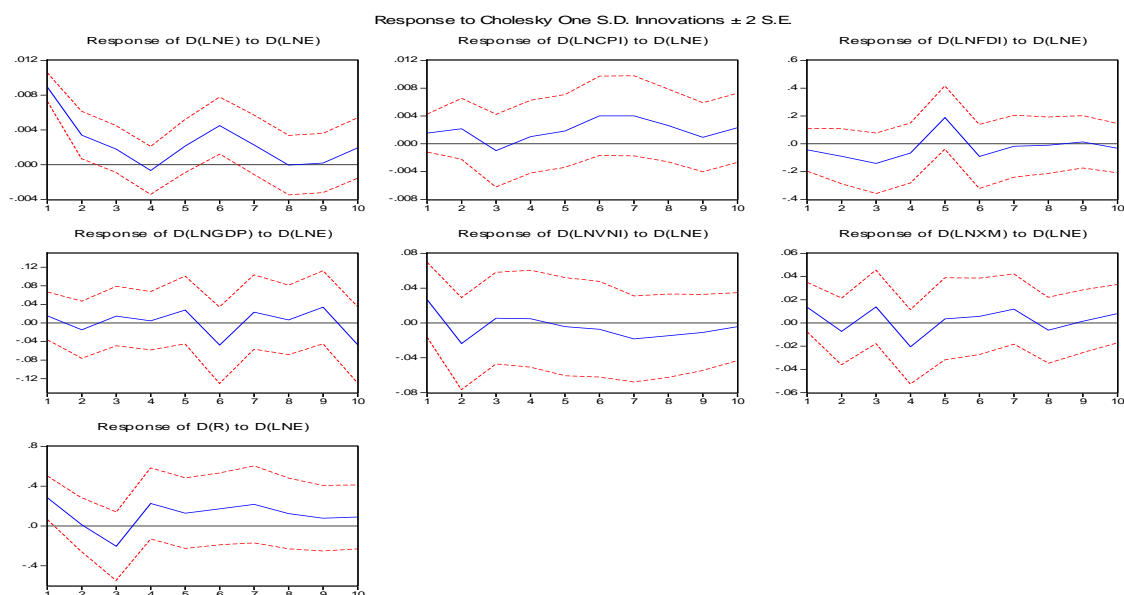 Response to Cholesky One S.D. Innovations ± 2 S.E.
Response of D(LNE) to D(LNE)
.012
.008
.004
.000
-.004
1 2 3 4 5 6 7 8 9 10
Response of D(LNCPI) to D(LNE)
.012
.008
.004
.000
-.004
-.008
1 2 3 4 5 6 7 8 9 10
Response of D(LNFDI) to D(LNE)
.6
.4
.2
.0
-.2
-.4
1 2 3 4 5 6 7 8 9 10
Response of D(LNGDP) to D(LNE)
.12
.08
.04
.00
-.04
-.08
-.12
1 2 3 4 5 6 7 8 9 10
Response of D(LNVNI) to D(LNE)
.08
.04
.00
-.04
-.08
1 2 3 4 5 6 7 8 9 10
Response of D(LNXM) to D(LNE)
.06
.04
.02
.00
-.02
-.04
-.06
1 2 3 4 5 6 7 8 9 10
Response of D(R) to D(LNE)
.8
.4
.0
-.4
1 2 3 4 5 6 7 8 9 10